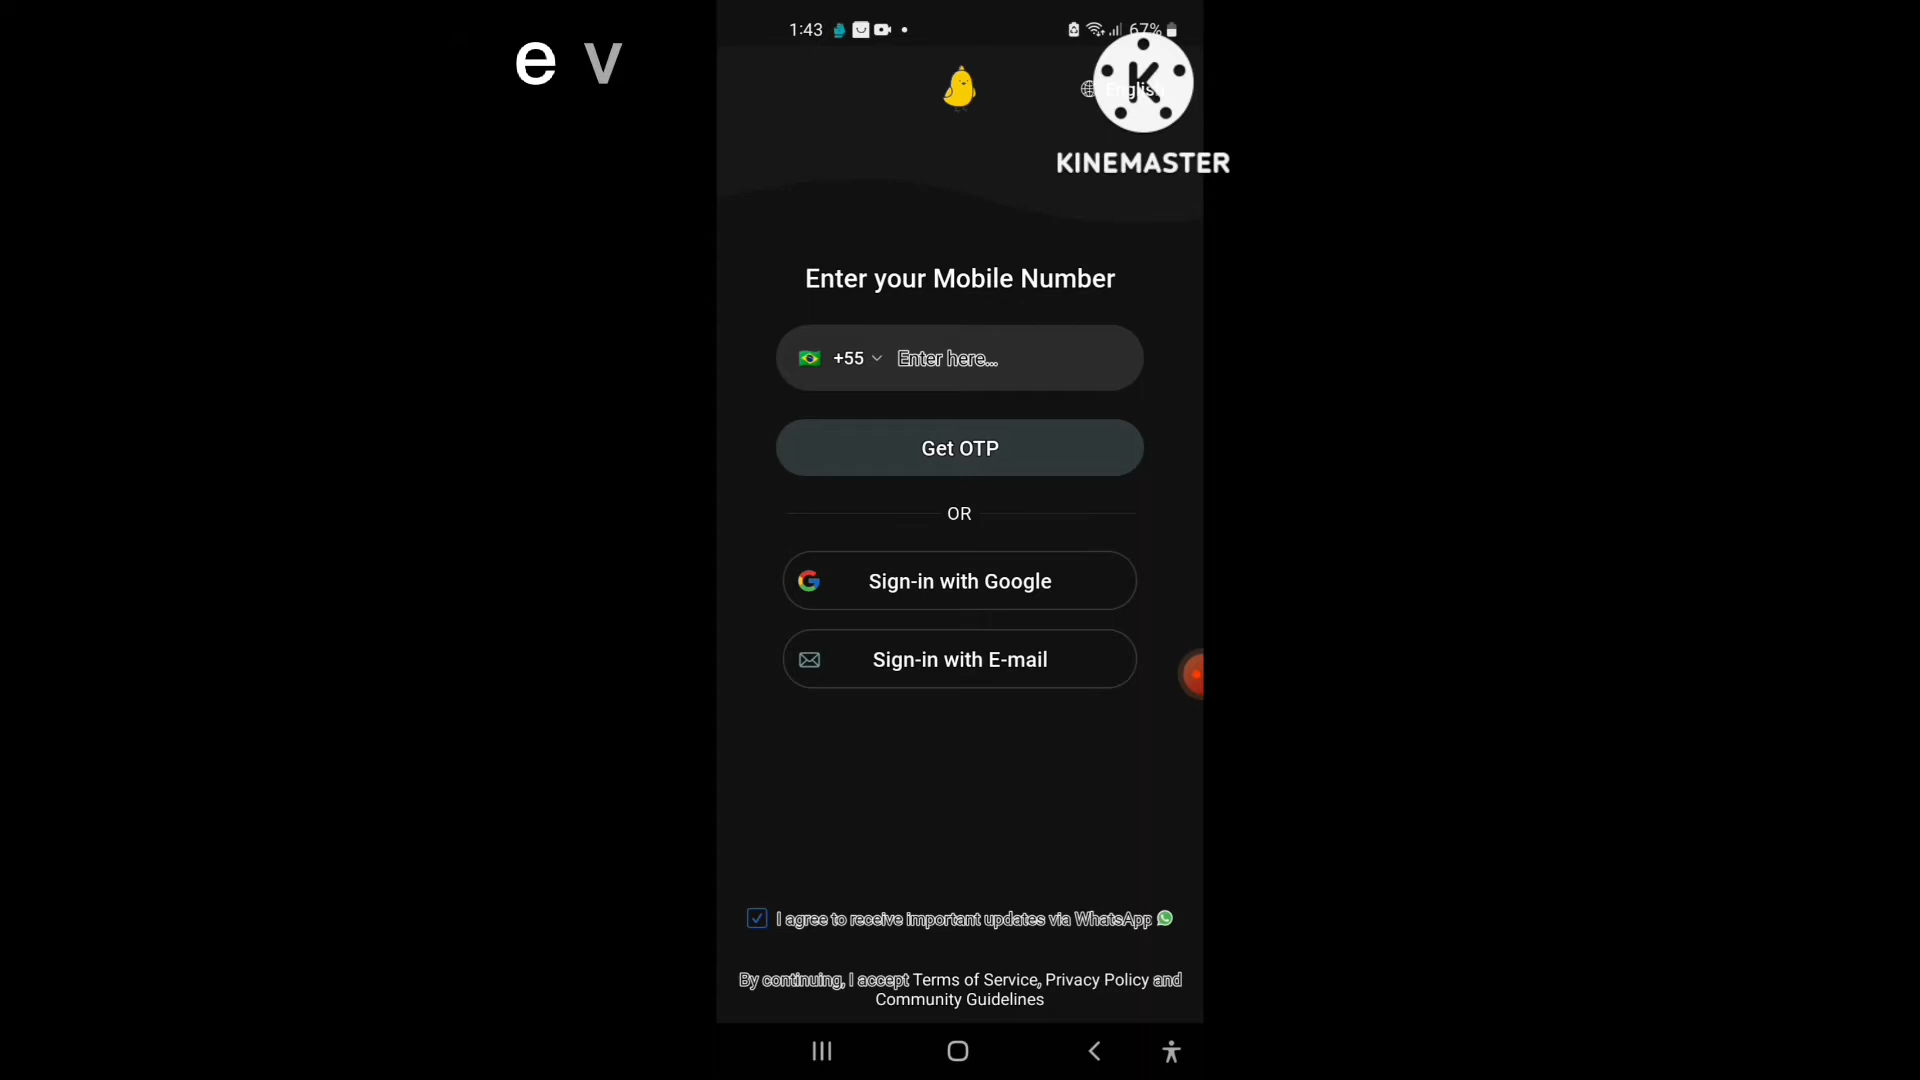 e v
1:43
67%
English
K
KINEMASTER
Enter your Mobile Number
+55 Enter here...
Get OTP
OR
Sign-in with Google
Sign-in with E-mail
I agree to receive important updates via WhatsApp
By continuing, I accept Terms of Service, Privacy Policy and
Community Guidelines